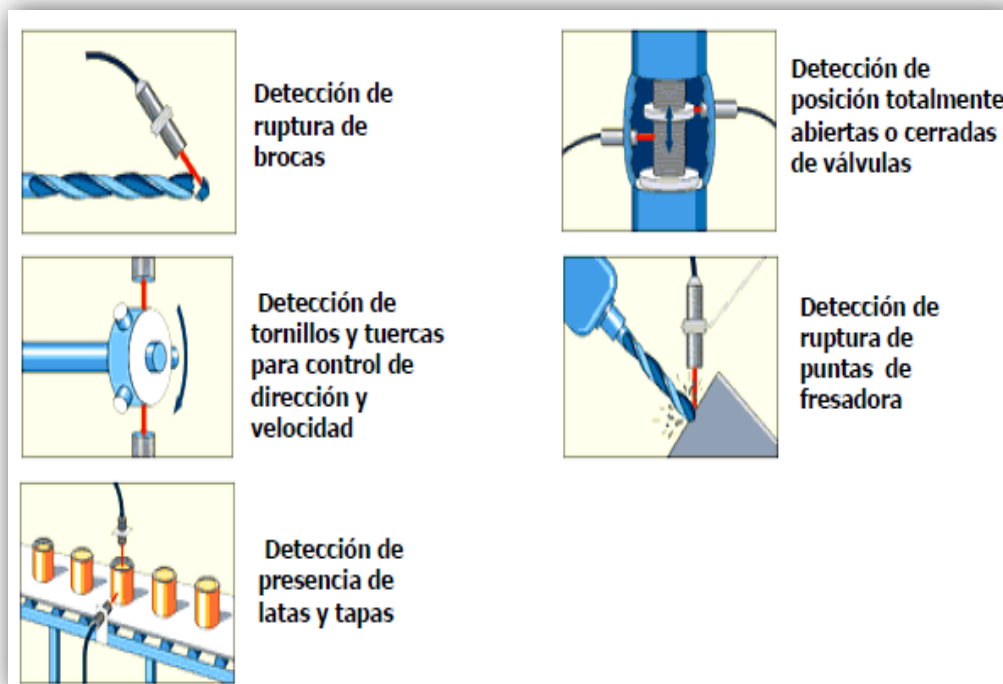 Detección de
ruptura de
brocas
Detección de
posición totalmente
abiertas o cerradas
de válvulas
Detección de
tornillos y tuercas
para control de
dirección y
velocidad
Detección de
ruptura de
puntas de
fresadora
Detección de
presencia de
latas y tapas